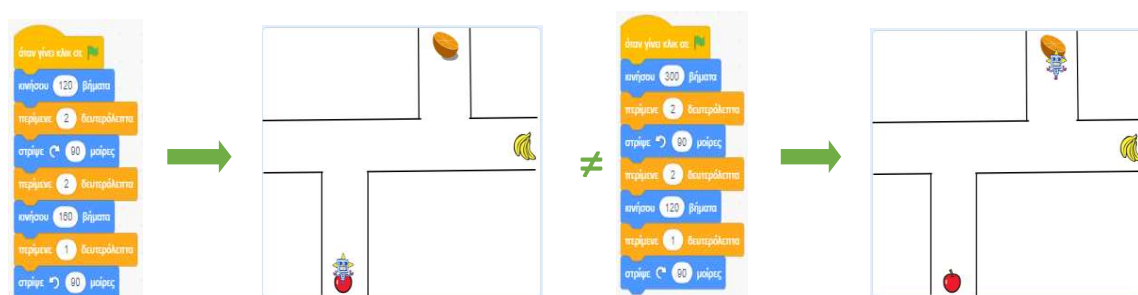 όταν γίνει κλικ σε
κινήσου 120 βήματα
περίμενε 2 δευτερόλεπτα
στρίψε 90 μοίρες
περίμενε 2 δευτερόλεπτα
κινήσου 160 βήματα
περίμενε 1 δευτερόλεπτα
στρίψε 90 μοίρες
≠
όταν γίνει κλικ σε
κινήσου 300 βήματα
περίμενε 2 δευτερόλεπτα
στρίψε 90 μοίρες
περίμενε 2 δευτερόλεπτα
κινήσου 120 βήματα
περίμενε 1 δευτερόλεπτα
στρίψε 90 μοίρες